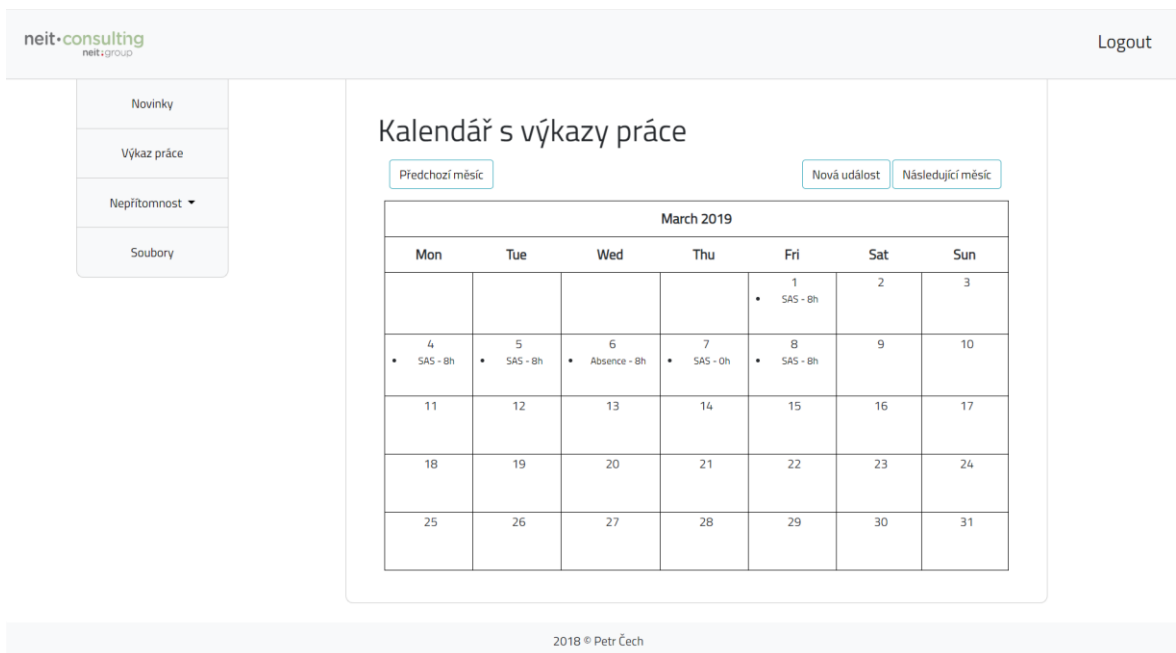 neit·consulting
neit:group
Logout
Novinky
Výkaz práce
Nepřítomnost
Soubory
Kalendář s výkazy práce
Předchozí měsíc
Nová událost
Následující měsíc
March 2019
Mon Tue Wed Thu Fri Sat Sun
1 2 3
• SAS - 8h
4 5 6 7 8 9 10
• SAS - 8h • SAS - 8h • Absence - 8h • SAS - 0h • SAS - 8h
11 12 13 14 15 16 17
18 19 20 21 22 23 24
25 26 27 28 29 30 31
2018 © Petr Čech